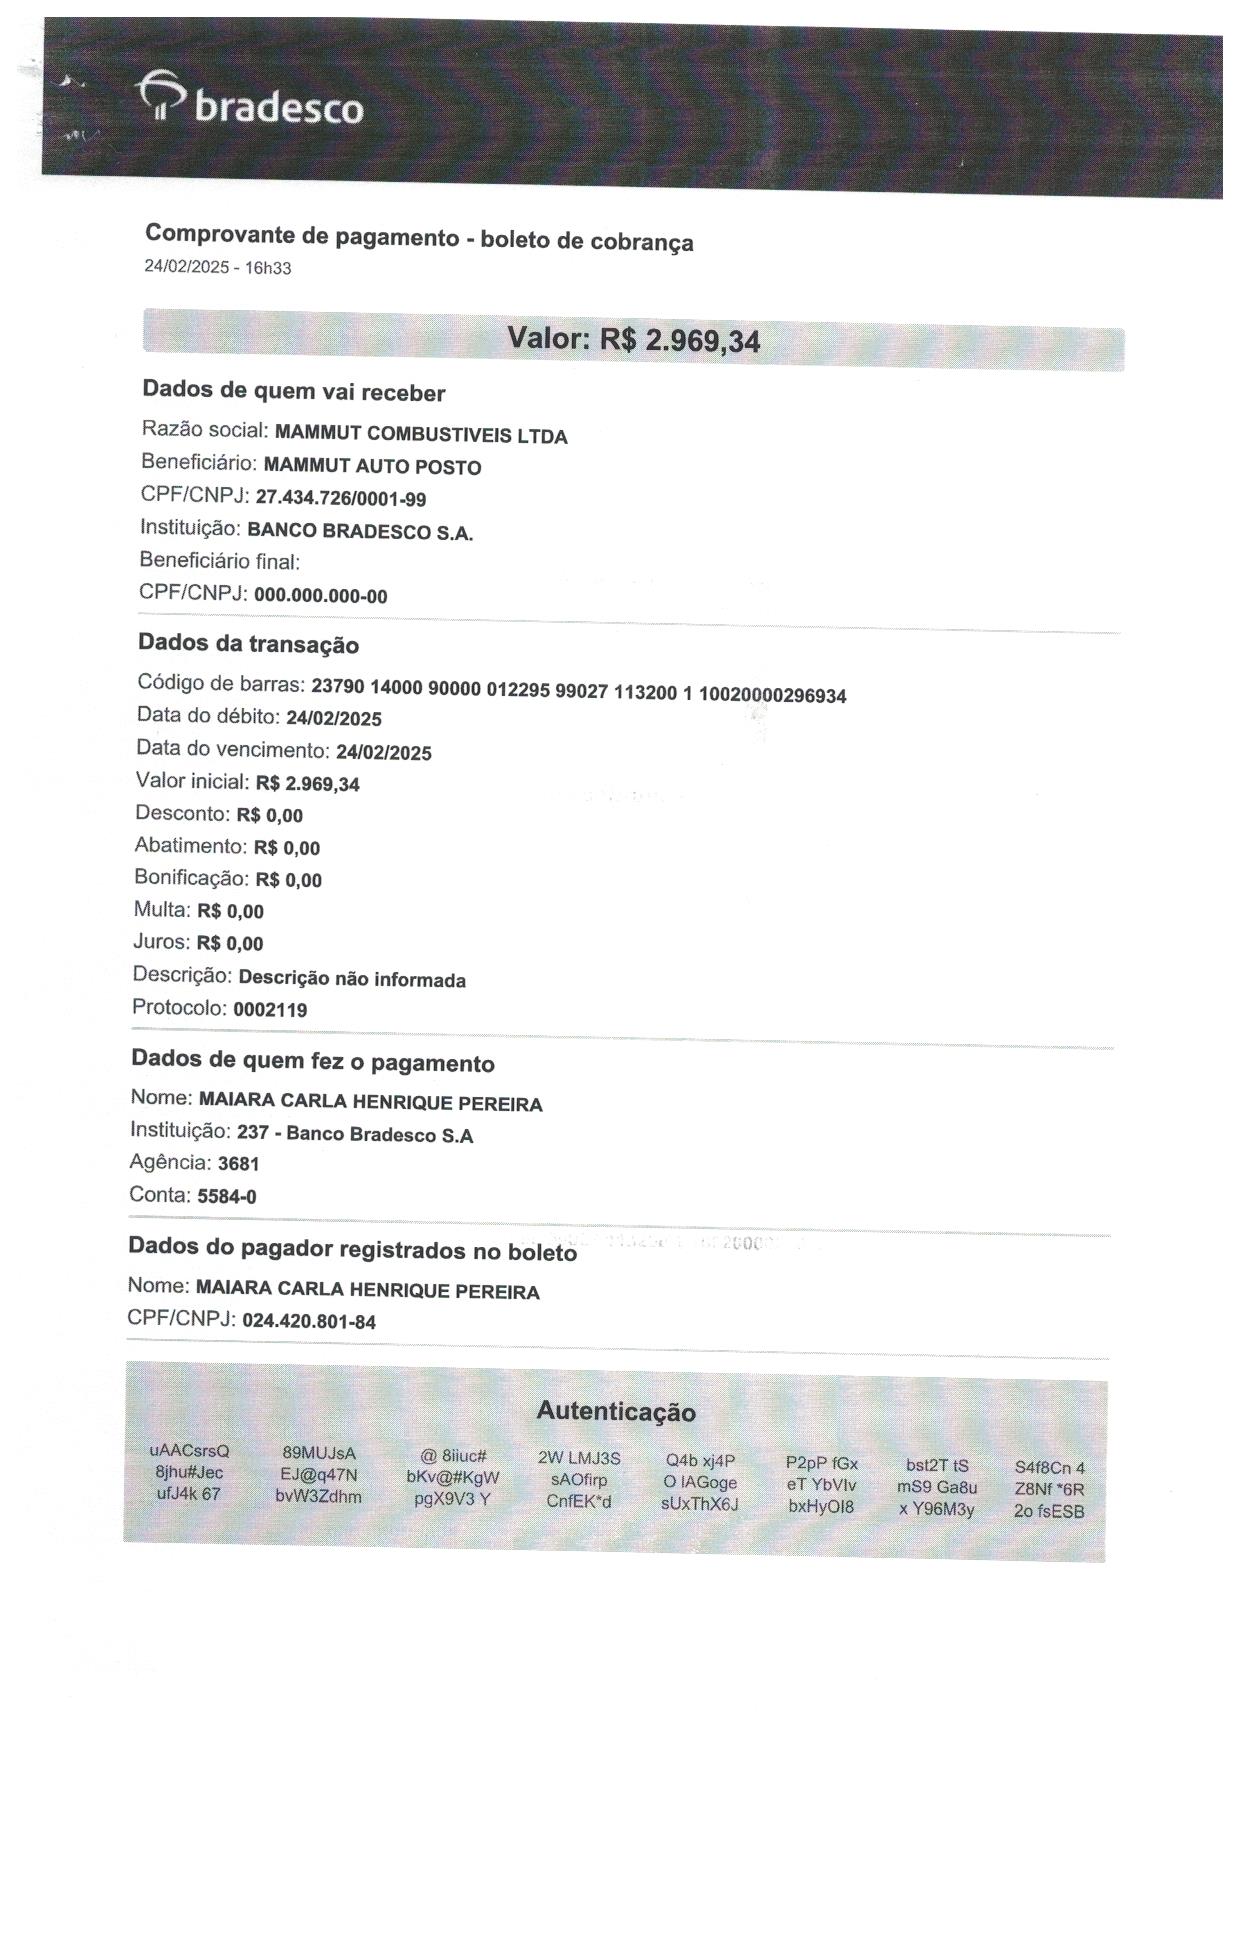 bradesco
Comprovante de pagamento - boleto de cobrança
24/02/2025 - 16h33
Valor: R$ 2.969,34
Dados de quem vai receber
Razão social: MAMMUT COMBUSTIVEIS LTDA
Beneficiário: MAMMUT AUTO POSTO
CPF/CNPJ: 27.434.726/0001-99
Instituição: BANCO BRADESCO S.A.
Beneficiário final:
CPF/CNPJ: 000.000.000-00
Dados da transação
Código de barras: 23790 14000 90000 012295 99027 113200 1 10020000296934
Data do débito: 24/02/2025
Data do vencimento: 24/02/2025
Valor inicial: R$ 2.969,34
Desconto: R$ 0,00
Abatimento: R$ 0,00
Bonificação: R$ 0,00
Multa: R$ 0,00
Juros: R$ 0,00
Descrição: Descrição não informada
Protocolo: 0002119
Dados de quem fez o pagamento
Nome: MAIARA CARLA HENRIQUE PEREIRA
Instituição: 237 - Banco Bradesco S.A
Agência: 3681
Conta: 5584-0
Dados do pagador registrados no boleto
Nome: MAIARA CARLA HENRIQUE PEREIRA
CPF/CNPJ: 024.420.801-84
Autenticação
uAACsrsQ 89MUJsA @ 8iiuc# 2W LMJ3S Q4b xj4P P2pP fGx bst2T tS S4f8Cn 4
8jhu#Jec EJ@q47N bKv@#KgW sAOfirp O IAGoge eT YbVIv mS9 Ga8u Z8Nf *6R
ufJ4k 67 bvW3Zdhm pgX9V3 Y CnfEK*d sUxThX6J bxHyOI8 x Y96M3y 2o fsESB